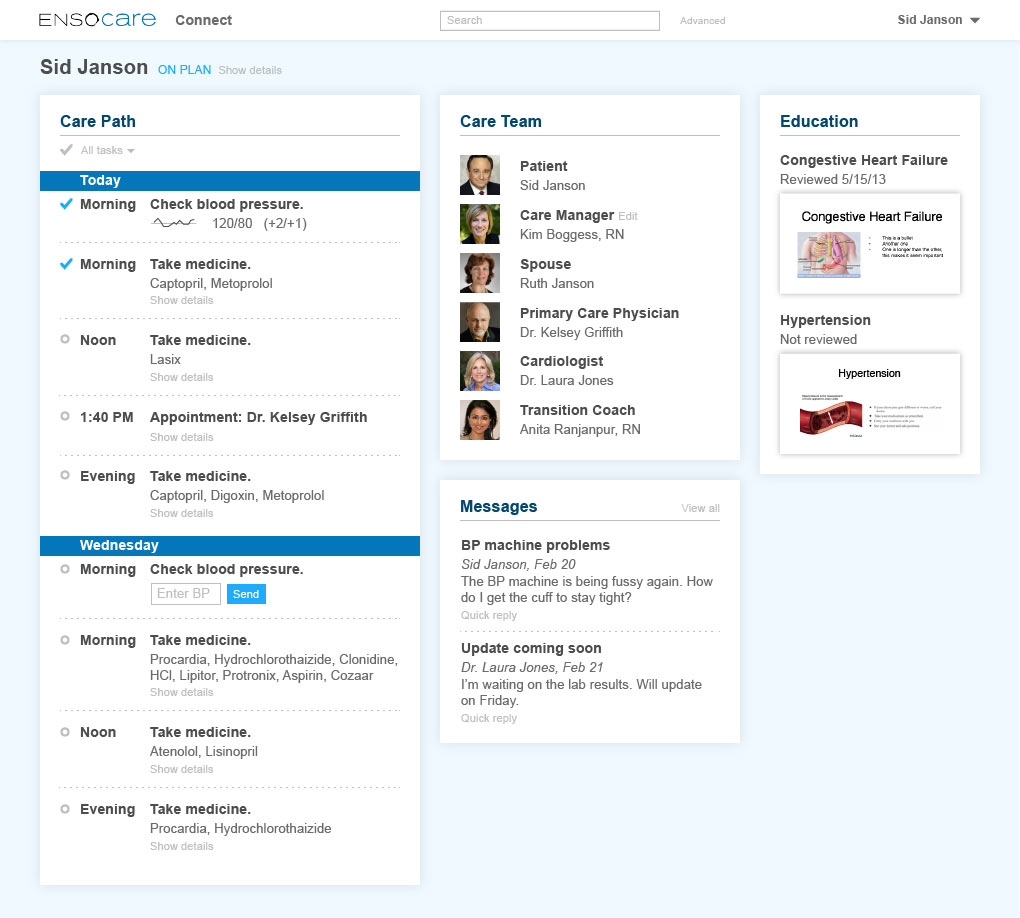 ENSOcare Connect Search Advanced Sid Janson
Sid Janson ON PLAN Show details
Care Path
All tasks
Today
Morning Check blood pressure.
120/80 (+2/+1)
Morning Take medicine.
Captopril, Metoprolol
Show details
Noon Take medicine.
Lasix
Show details
1:40 PM Appointment: Dr. Kelsey Griffith
Show details
Evening Take medicine.
Captopril, Digoxin, Metoprolol
Show details
Wednesday
Morning Check blood pressure.
Enter BP Send
Morning Take medicine.
Procardia, Hydrochlorothaizide, Clonidine,
HCl, Lipitor, Protronix, Aspirin, Cozaar
Show details
Noon Take medicine.
Atenolol, Lisinopril
Show details
Evening Take medicine.
Procardia, Hydrochlorothaizide
Show details
Care Team
Patient
Sid Janson
Care Manager Edit
Kim Boggess, RN
Spouse
Ruth Janson
Primary Care Physician
Dr. Kelsey Griffith
Cardiologist
Dr. Laura Jones
Transition Coach
Anita Ranjanpur, RN
Messages View all
BP machine problems
Sid Janson, Feb 20
The BP machine is being fussy again. How
do I get the cuff to stay tight?
Quick reply
Update coming soon
Dr. Laura Jones, Feb 21
I'm waiting on the lab results. Will update
on Friday.
Quick reply
Education
Congestive Heart Failure
Reviewed 5/15/13
Congestive Heart Failure
This is a bullet
Another one
One is longer than the other,
this makes it seem important
Hypertension
Not reviewed
Hypertension